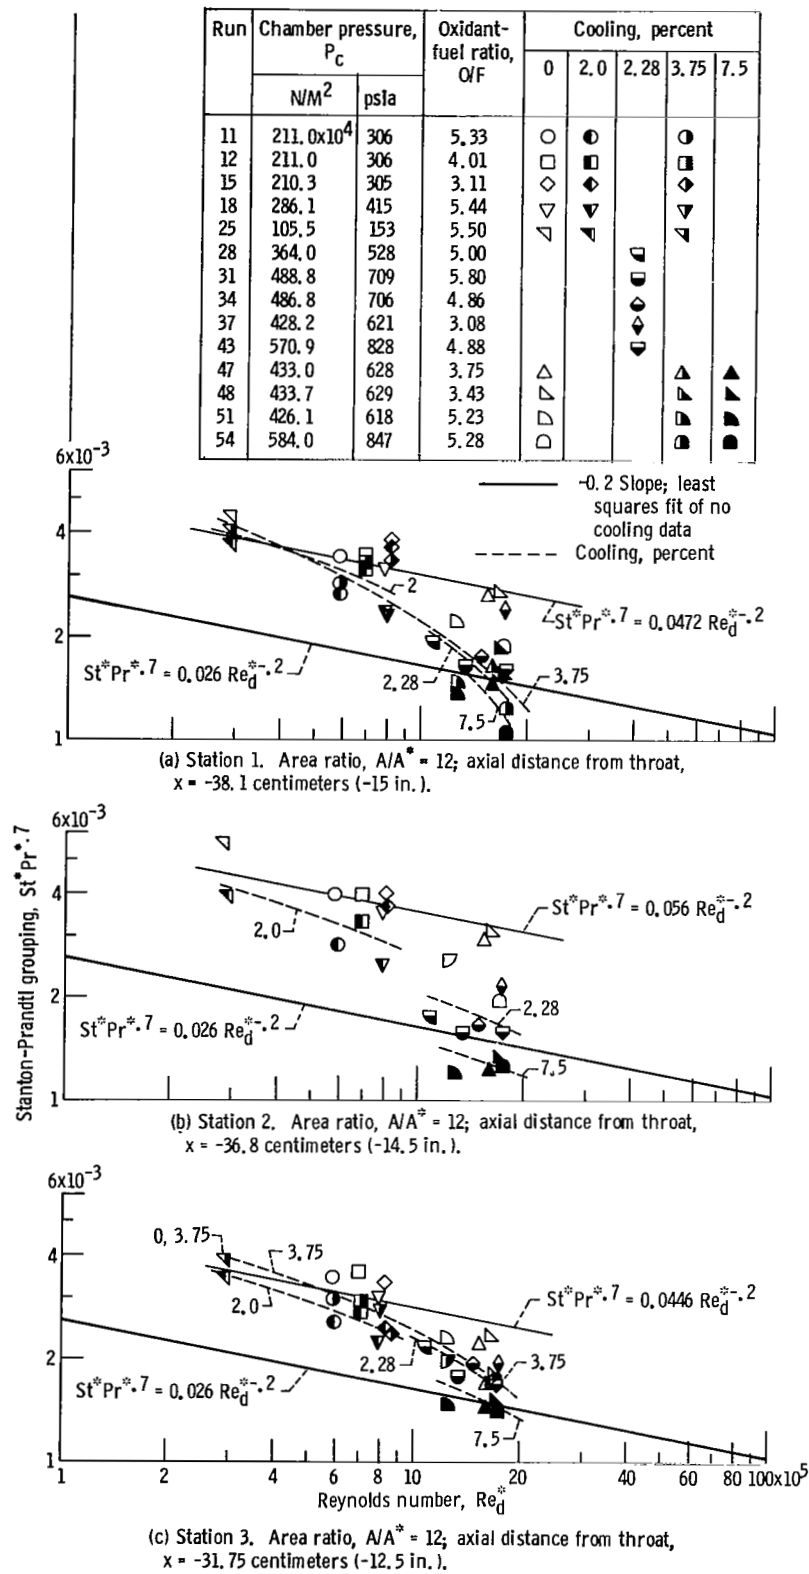 Run Chamber pressure, Oxidant- Cooling, percent
P_c fuel ratio,
O/F 0 2.0 2.28 3.75 7.5
N/M² psia
11 211.0x10⁴ 306 5.33
12 211.0 306 4.01
15 210.3 305 3.11
18 286.1 415 5.44
25 105.5 153 5.50
28 364.0 528 5.00
31 488.8 709 5.80
34 486.8 706 4.86
37 428.2 621 3.08
43 570.9 828 4.88
47 433.0 628 3.75
48 433.7 629 3.43
51 426.1 618 5.23
54 584.0 847 5.28
6x10⁻³
-0.2 Slope; least
squares fit of no
cooling data
Cooling, percent
4
2
St*Pr*·⁷ = 0.0472 Re_d*⁻·²
2
St*Pr*·⁷ = 0.026 Re_d*⁻·²
2.28
3.75
7.5
1
(a) Station 1. Area ratio, A/A* = 12; axial distance from throat,
x = -38.1 centimeters (-15 in.).
Stanton-Prandtl grouping, St*Pr*·⁷
6x10⁻³
4
St*Pr*·⁷ = 0.056 Re_d*⁻·²
2.0
2
2.28
St*Pr*·⁷ = 0.026 Re_d*⁻·²
7.5
1
(b) Station 2. Area ratio, A/A* = 12; axial distance from throat,
x = -36.8 centimeters (-14.5 in.).
6x10⁻³
0, 3.75
3.75
4
2.0
St*Pr*·⁷ = 0.0446 Re_d*⁻·²
2.28
3.75
2
St*Pr*·⁷ = 0.026 Re_d*⁻·²
7.5
1
1 2 4 6 8 10 20 40 60 80 100x10⁵
Reynolds number, Re_d*
(c) Station 3. Area ratio, A/A* = 12; axial distance from throat,
x = -31.75 centimeters (-12.5 in.).